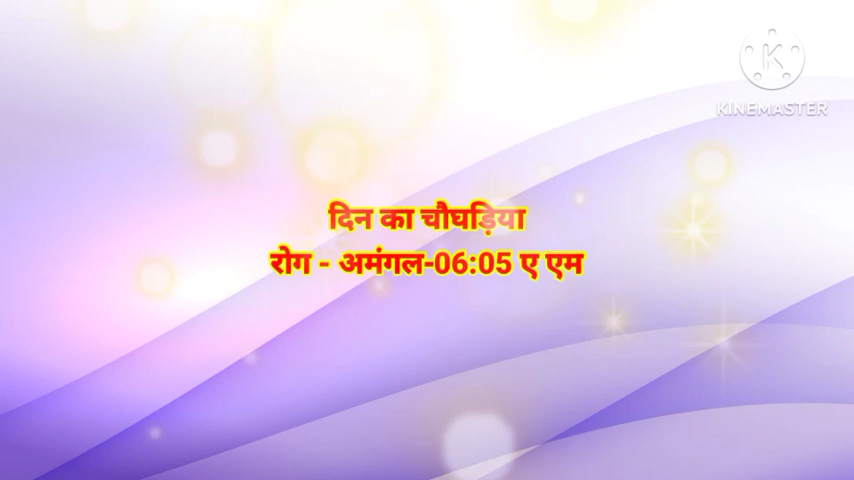 KINEMASTER
दिन का चौघड़िया
रोग - अमंगल-06:05 ए एम